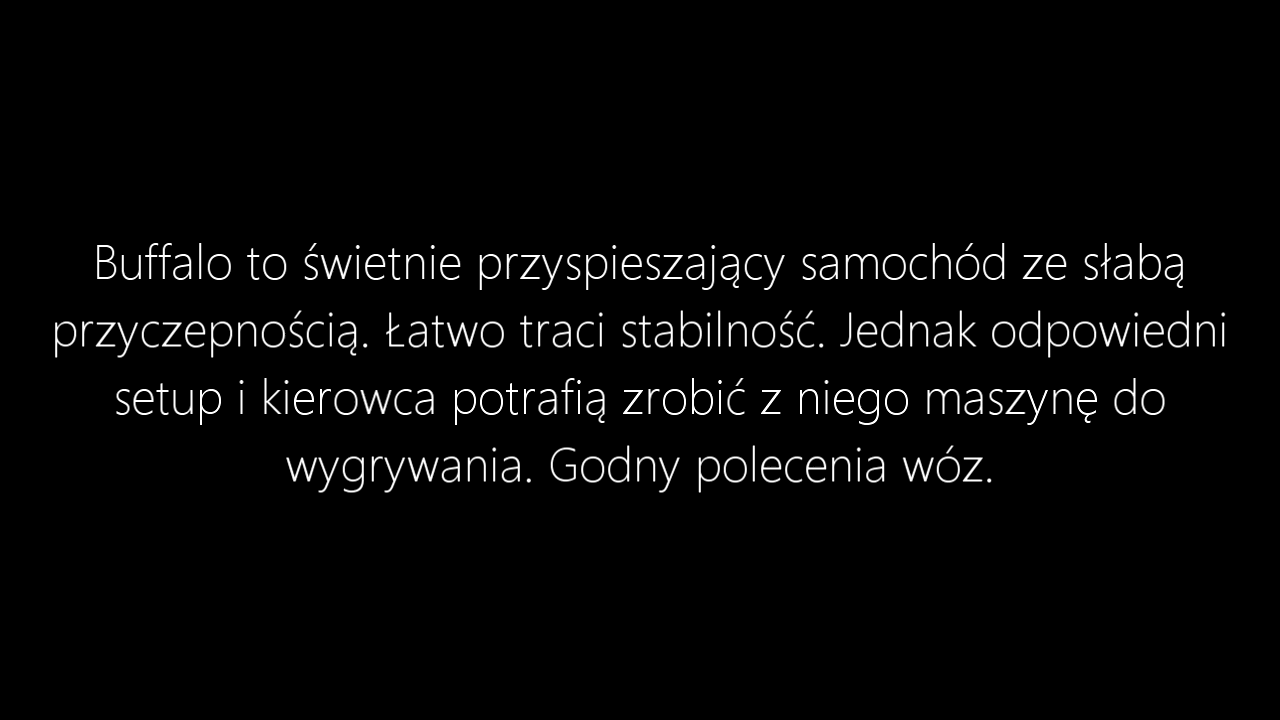 Buffalo to świetnie przyspieszający samochód ze słabą
przyczepnością. Łatwo traci stabilność. Jednak odpowiedni
setup i kierowca potrafią zrobić z niego maszynę do
wygrywania. Godny polecenia wóz.